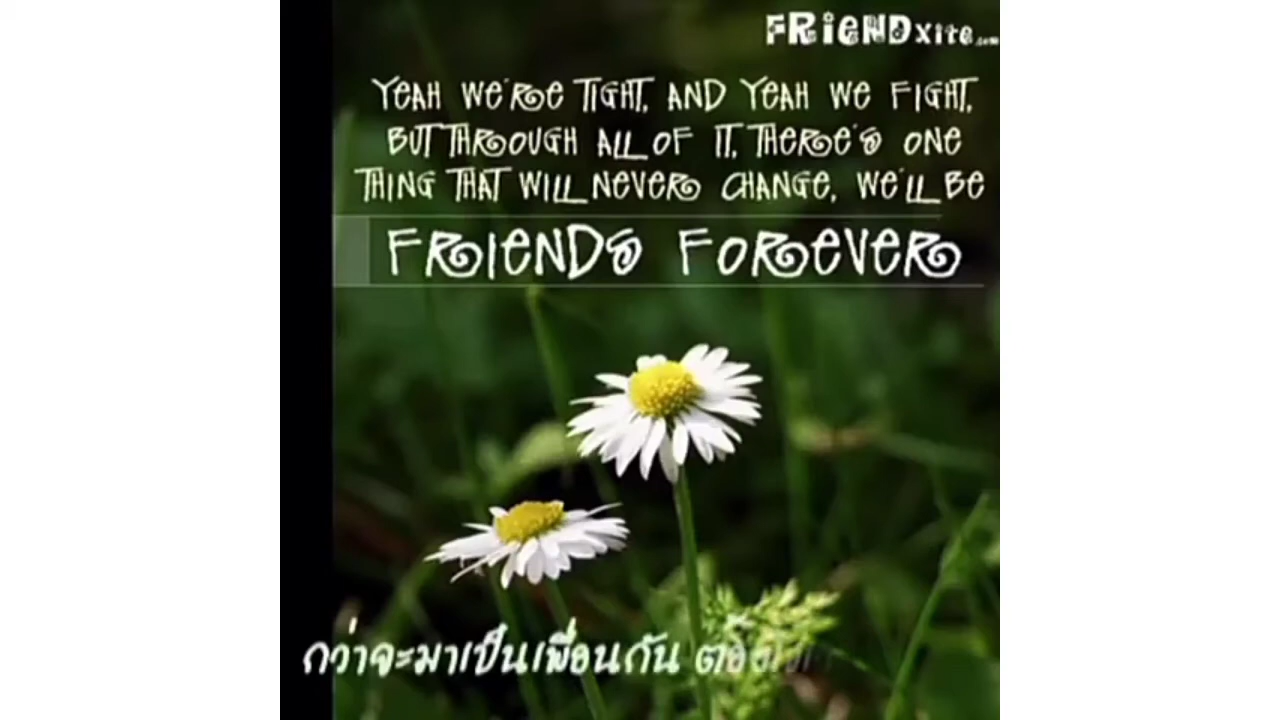 FRiENDxite.com
YEAH WE'RE TIGHT, AND YEAH WE FIGHT,
BUT THROUGH ALL OF IT, THERE'S ONE
THING THAT WILL NEVER CHANGE, WE'LL BE
FRIENDS FOREVER
กว่าจะมาเป็นเพื่อนกัน